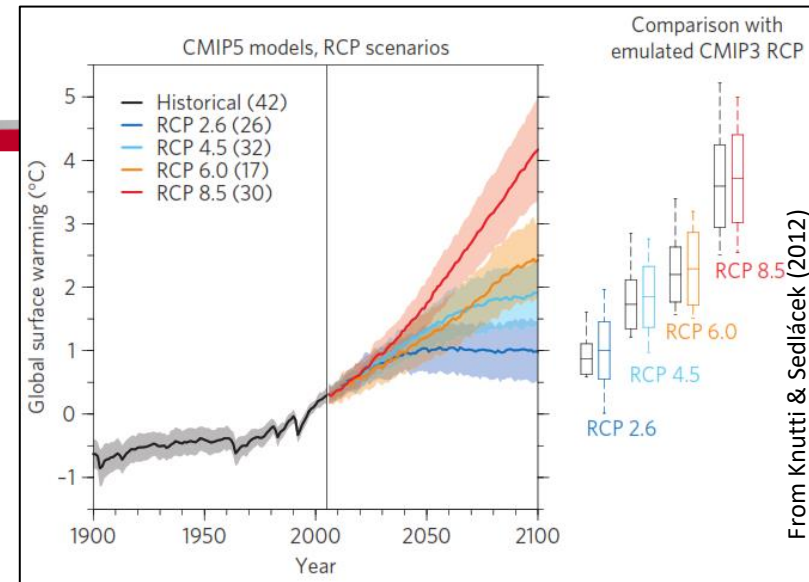 CMIP5 models, RCP scenarios
Historical (42)
RCP 2.6 (26)
RCP 4.5 (32)
RCP 6.0 (17)
RCP 8.5 (30)
Global surface warming (°C)
5
4
3
2
1
0
−1
1900
1950
2000
2050
2100
Year
Comparison with
emulated CMIP3 RCP
RCP 2.6
RCP 4.5
RCP 6.0
RCP 8.5
From Knutti & Sedlácek (2012)